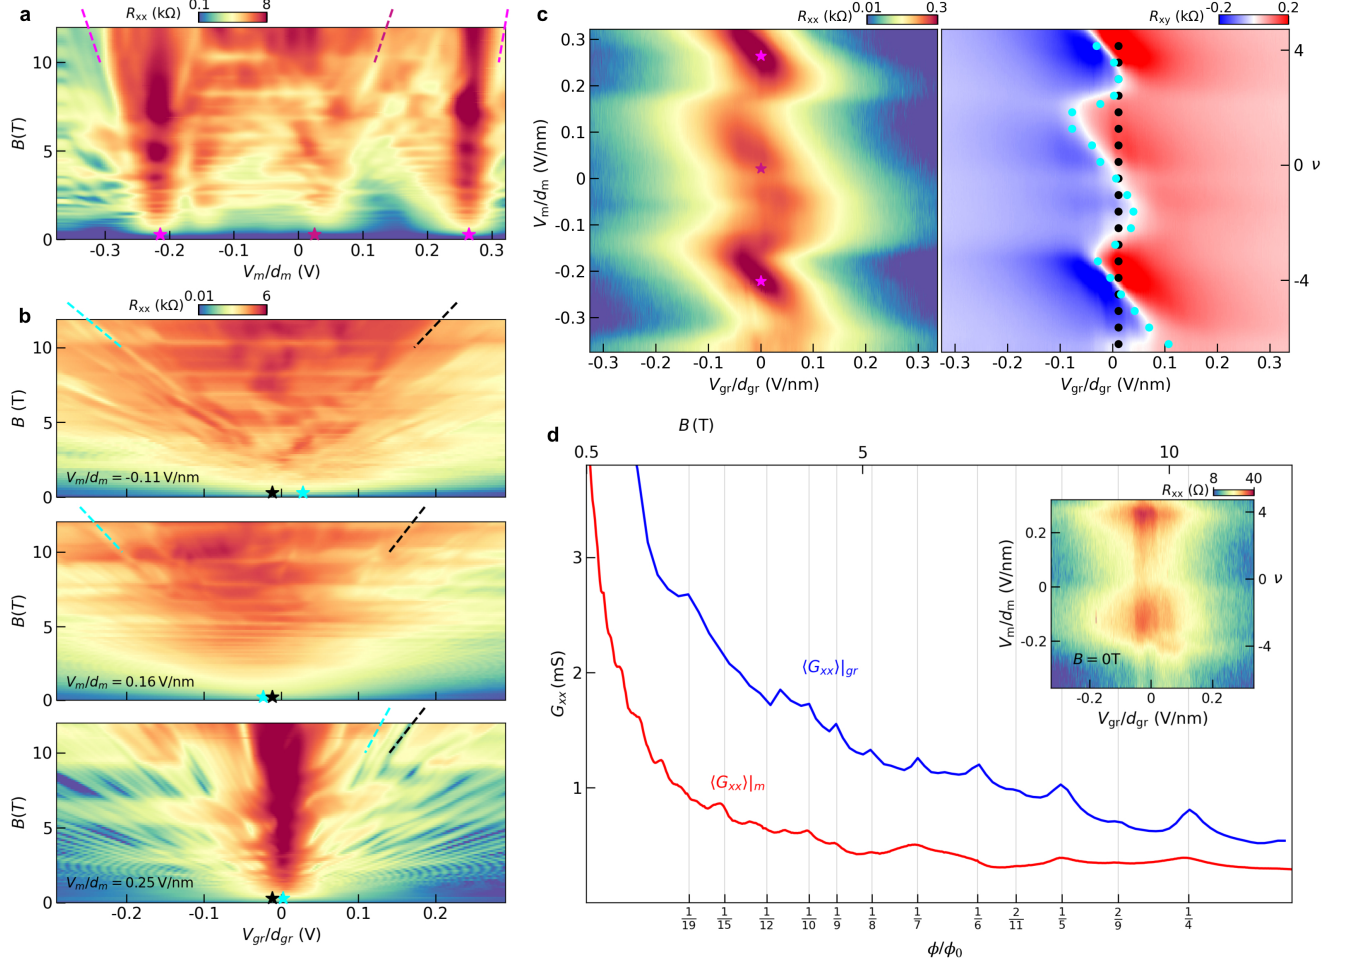 a
R_xx (kΩ)
0.1 8
B(T)
10
5
0
-0.3 -0.2 -0.1 0 0.1 0.2 0.3
V_m/d_m (V)
b
R_xx (kΩ)
0.01 6
B (T)
10
5
0
V_m/d_m = -0.11 V/nm
B(T)
10
5
0
V_m/d_m = 0.16 V/nm
B(T)
10
5
0
V_m/d_m = 0.25 V/nm
-0.2 -0.1 0 0.1 0.2
V_gr/d_gr (V)
c
R_xx (kΩ)
0.01 0.3
V_m/d_m (V/nm)
0.3
0.2
0.1
0
-0.1
-0.2
-0.3
-0.3 -0.2 -0.1 0 0.1 0.2 0.3
V_gr/d_gr (V/nm)
R_xy (kΩ)
-0.2 0.2
4
0
-4
ν
-0.3 -0.2 -0.1 0 0.1 0.2 0.3
V_gr/d_gr (V/nm)
d
B (T)
0.5 5 10
G_xx (mS)
3
2
1
⟨G_xx⟩|_gr
⟨G_xx⟩|_m
1/19 1/15 1/12 1/10 1/9 1/8 1/7 1/6 2/11 1/5 2/9 1/4
ϕ/ϕ_0
R_xx (Ω)
8 40
V_m/d_m (V/nm)
0.2
0
-0.2
4
0
-4
ν
B = 0T
-0.2 0 0.2
V_gr/d_gr (V/nm)